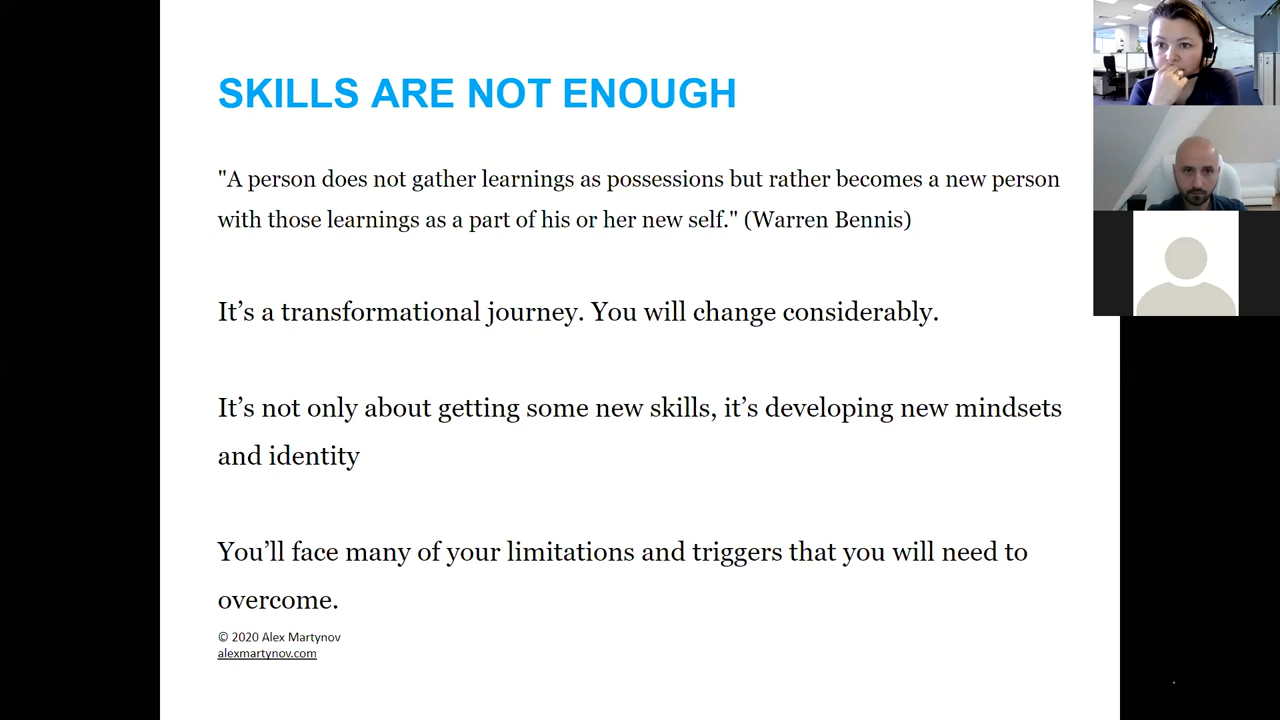 SKILLS ARE NOT ENOUGH
"A person does not gather learnings as possessions but rather becomes a new person
with those learnings as a part of his or her new self." (Warren Bennis)
It’s a transformational journey. You will change considerably.
It’s not only about getting some new skills, it’s developing new mindsets
and identity
You’ll face many of your limitations and triggers that you will need to
overcome.
© 2020 Alex Martynov
alexmartynov.com